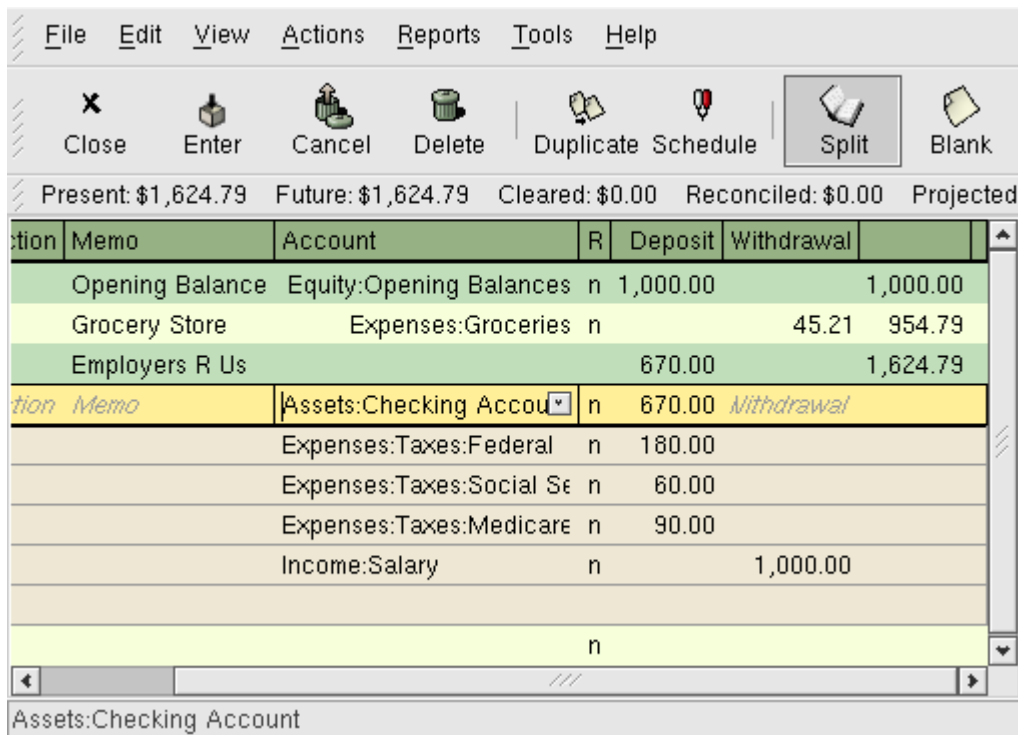 File Edit View Actions Reports Tools Help
Close Enter Cancel Delete Duplicate Schedule Split Blank
Present: $1,624.79 Future: $1,624.79 Cleared: $0.00 Reconciled: $0.00 Projected
ction Memo Account R Deposit Withdrawal
Opening Balance Equity:Opening Balances n 1,000.00 1,000.00
Grocery Store Expenses:Groceries n 45.21 954.79
Employers R Us 670.00 1,624.79
tion Memo Assets:Checking Accou n 670.00 Withdrawal
Expenses:Taxes:Federal n 180.00
Expenses:Taxes:Social Se n 60.00
Expenses:Taxes:Medicare n 90.00
Income:Salary n 1,000.00
n
Assets:Checking Account